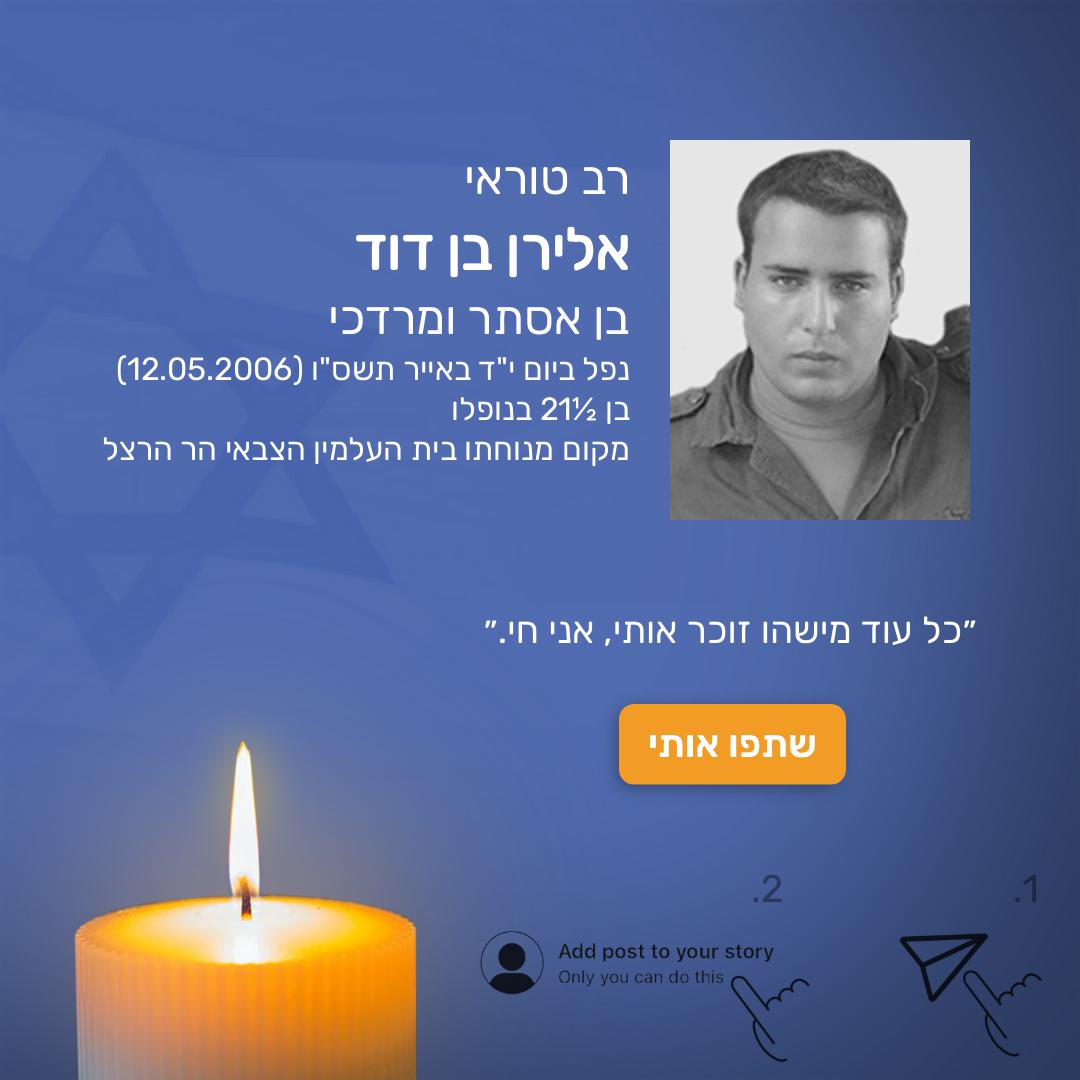 רב טוראי
אלירן בן דוד
בן אסתר ומרדכי
נפל ביום י"ד באייר תשס"ו (12.05.2006)
בן 21½ בנופלו
מקום מנוחתו בית העלמין הצבאי הר הרצל
״כל עוד מישהו זוכר אותי, אני חי.״
שתפו אותי
1.
2.
Add post to your story
Only you can do this